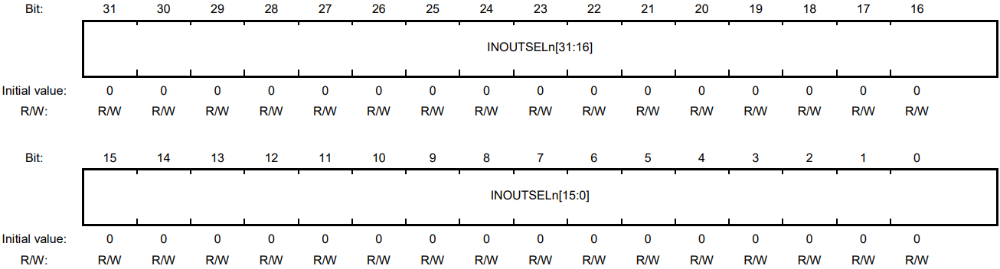 Bit: 31 30 29 28 27 26 25 24 23 22 21 20 19 18 17 16
INOUTSELn[31:16]
Initial value: 0 0 0 0 0 0 0 0 0 0 0 0 0 0 0 0
R/W: R/W R/W R/W R/W R/W R/W R/W R/W R/W R/W R/W R/W R/W R/W R/W R/W
Bit: 15 14 13 12 11 10 9 8 7 6 5 4 3 2 1 0
INOUTSELn[15:0]
Initial value: 0 0 0 0 0 0 0 0 0 0 0 0 0 0 0 0
R/W: R/W R/W R/W R/W R/W R/W R/W R/W R/W R/W R/W R/W R/W R/W R/W R/W